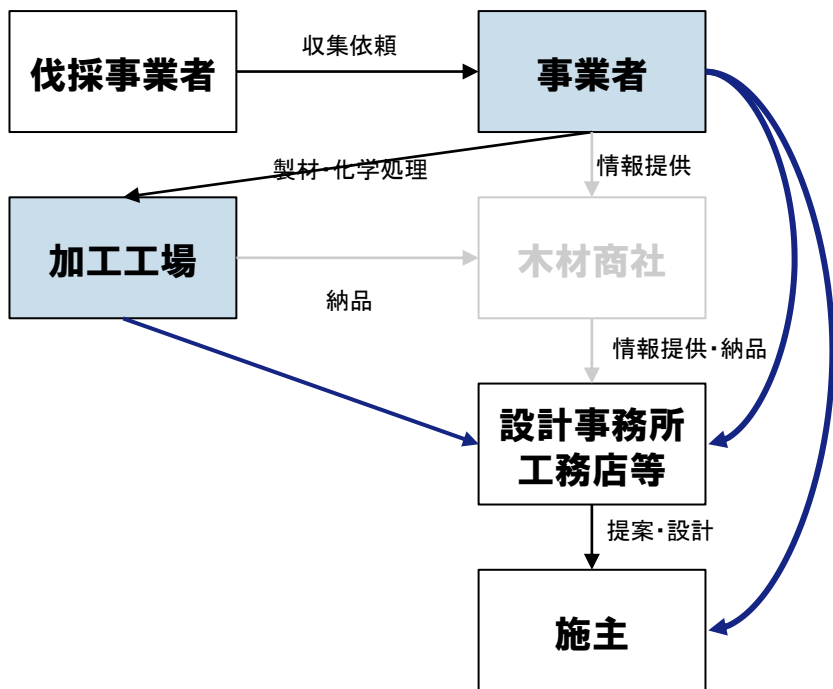 収集依頼
伐採事業者
事業者
製材・化学処理
情報提供
加工工場
木材商社
納品
情報提供・納品
設計事務所
工務店等
提案・設計
施主